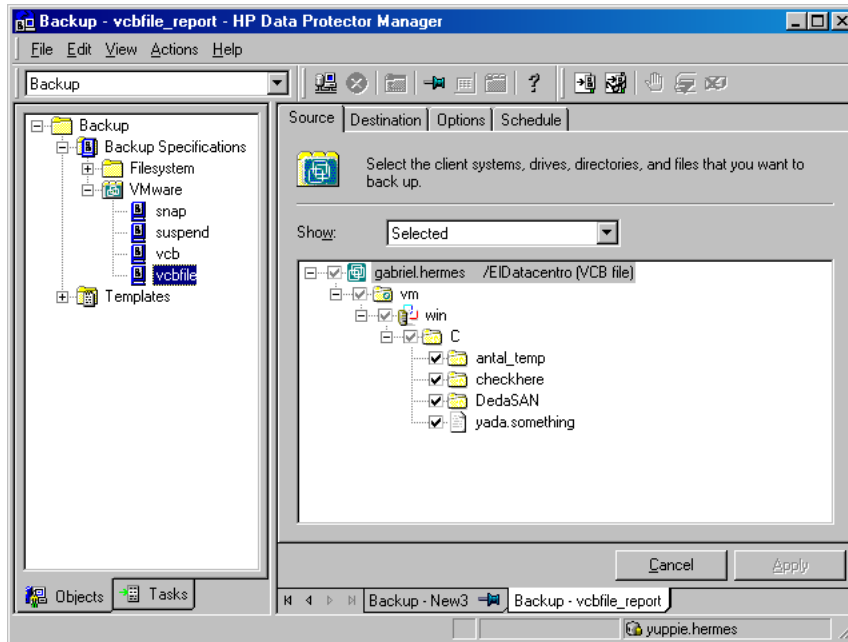 Backup - vcbfile_report - HP Data Protector Manager
File Edit View Actions Help
Backup
Backup
Backup Specifications
Filesystem
VMware
snap
suspend
vcb
vcbfile
Templates
Objects
Tasks
Source
Destination
Options
Schedule
Select the client systems, drives, directories, and files that you want to
back up.
Show:
Selected
gabriel.hermes /ElDatacentro (VCB file)
vm
win
C
antal_temp
checkhere
DedaSAN
yada.something
Cancel
Apply
Backup - New3
Backup - vcbfile_report
yuppie.hermes